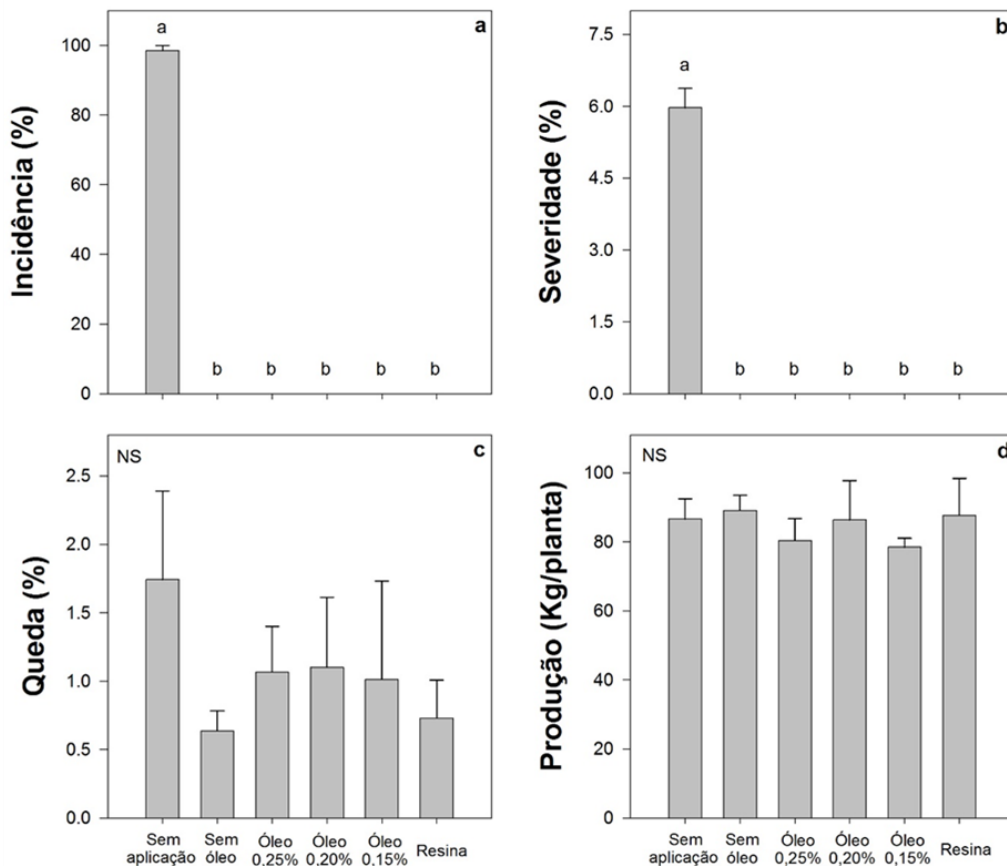 a
Incidência (%)
100
80
60
40
20
0
a
b b b b b
b
Severidade (%)
7.5
6.0
4.5
3.0
1.5
0.0
a
b b b b b
c
NS
Queda (%)
2.5
2.0
1.5
1.0
0.5
0.0
Sem aplicação
Sem óleo
Óleo 0,25%
Óleo 0,20%
Óleo 0,15%
Resina
d
NS
Produção (Kg/planta)
100
80
60
40
20
0
Sem aplicação
Sem óleo
Óleo 0,25%
Óleo 0,20%
Óleo 0,15%
Resina